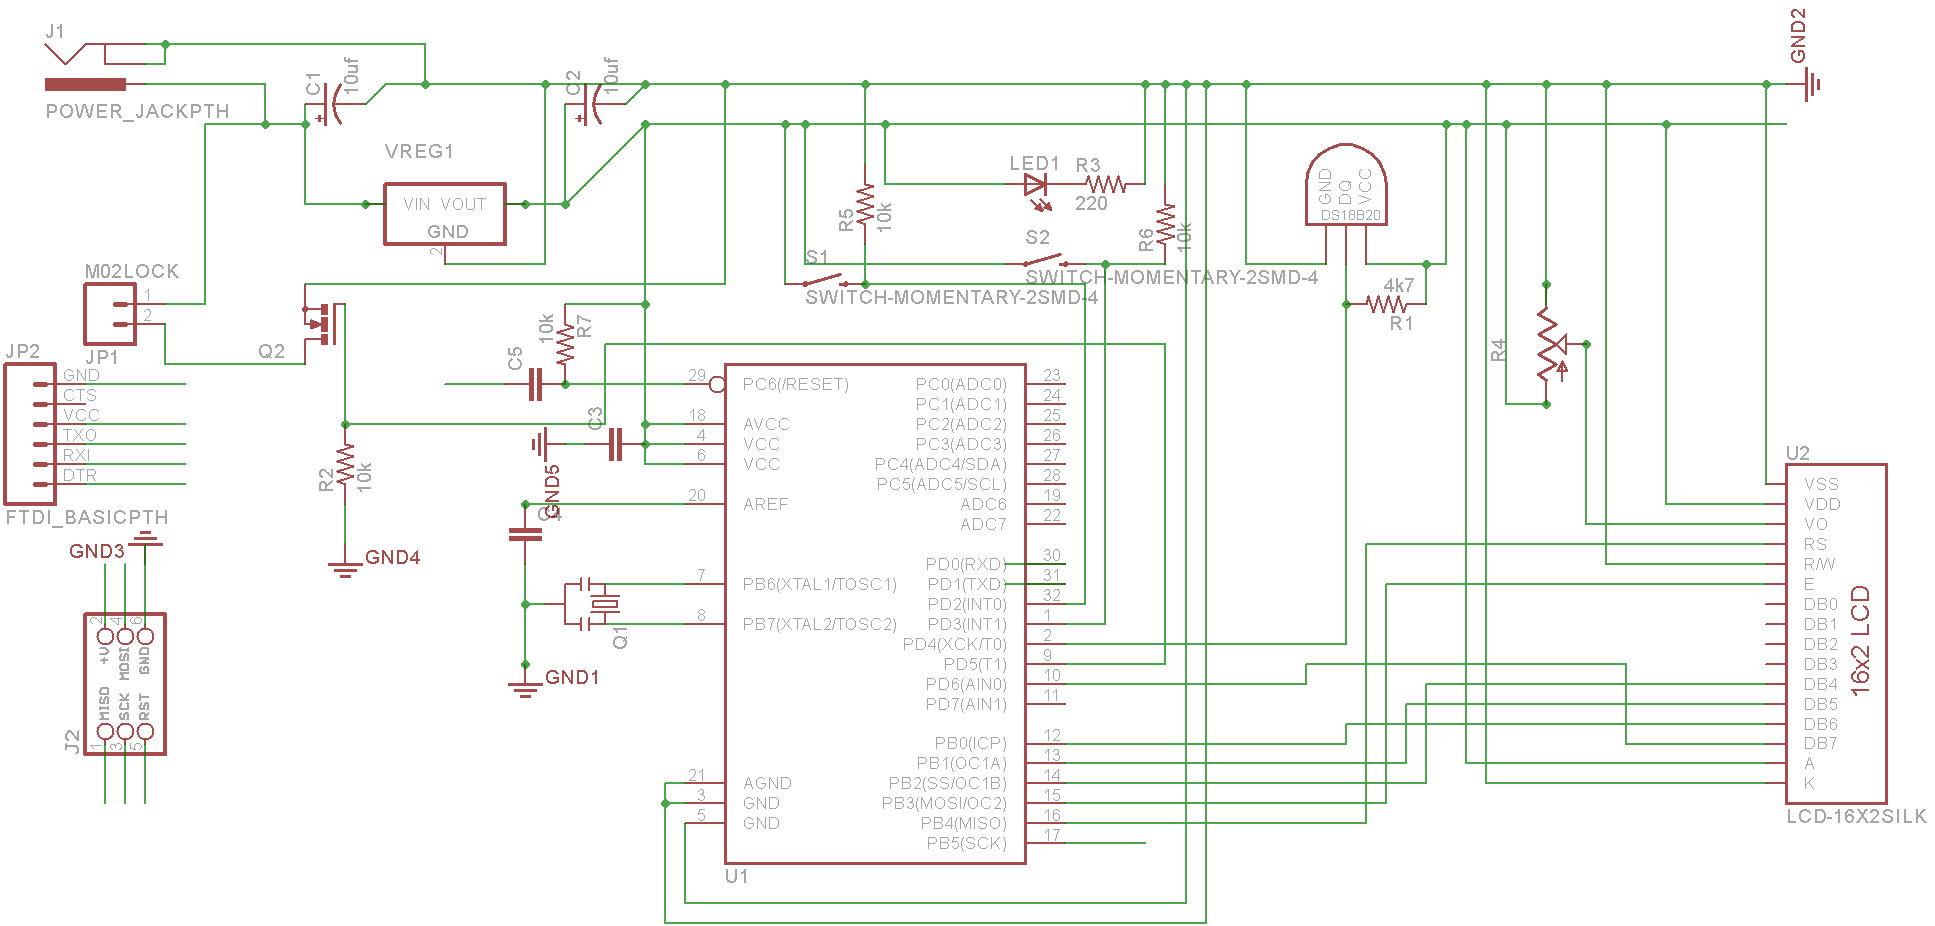 J1
POWER_JACKPTH
C1
10uf
C2
10uf
GND2
VREG1
VIN VOUT
GND
2
M02LOCK
1
2
JP1
Q2
JP2
GND
CTS
VCC
TXO
RXI
DTR
FTDI_BASICPTH
R2
10k
GND4
GND3
2
4
6
+V
MOSI
GND
MISO
SCK
RST
1
3
5
J2
R7
10k
C5
C3
GND5
C4
Q1
GND1
R5
10k
S1
SWITCH-MOMENTARY-2SMD-4
LED1
R3
220
S2
SWITCH-MOMENTARY-2SMD-4
R6
10k
GND
DQ
VCC
DS18B20
4k7
R1
R4
29
PC6(/RESET)
18
AVCC
4
VCC
6
VCC
20
AREF
7
PB6(XTAL1/TOSC1)
8
PB7(XTAL2/TOSC2)
21
AGND
3
GND
5
GND
PC0(ADC0)
23
PC1(ADC1)
24
PC2(ADC2)
25
PC3(ADC3)
26
PC4(ADC4/SDA)
27
PC5(ADC5/SCL)
28
ADC6
19
ADC7
22
PD0(RXD)
30
PD1(TXD)
31
PD2(INT0)
32
PD3(INT1)
1
PD4(XCK/T0)
2
PD5(T1)
9
PD6(AIN0)
10
PD7(AIN1)
11
PB0(ICP)
12
PB1(OC1A)
13
PB2(SS/OC1B)
14
PB3(MOSI/OC2)
15
PB4(MISO)
16
PB5(SCK)
17
U1
U2
VSS
VDD
VO
RS
R/W
E
DB0
DB1
DB2
DB3
DB4
DB5
DB6
DB7
A
K
16x2 LCD
LCD-16X2SILK